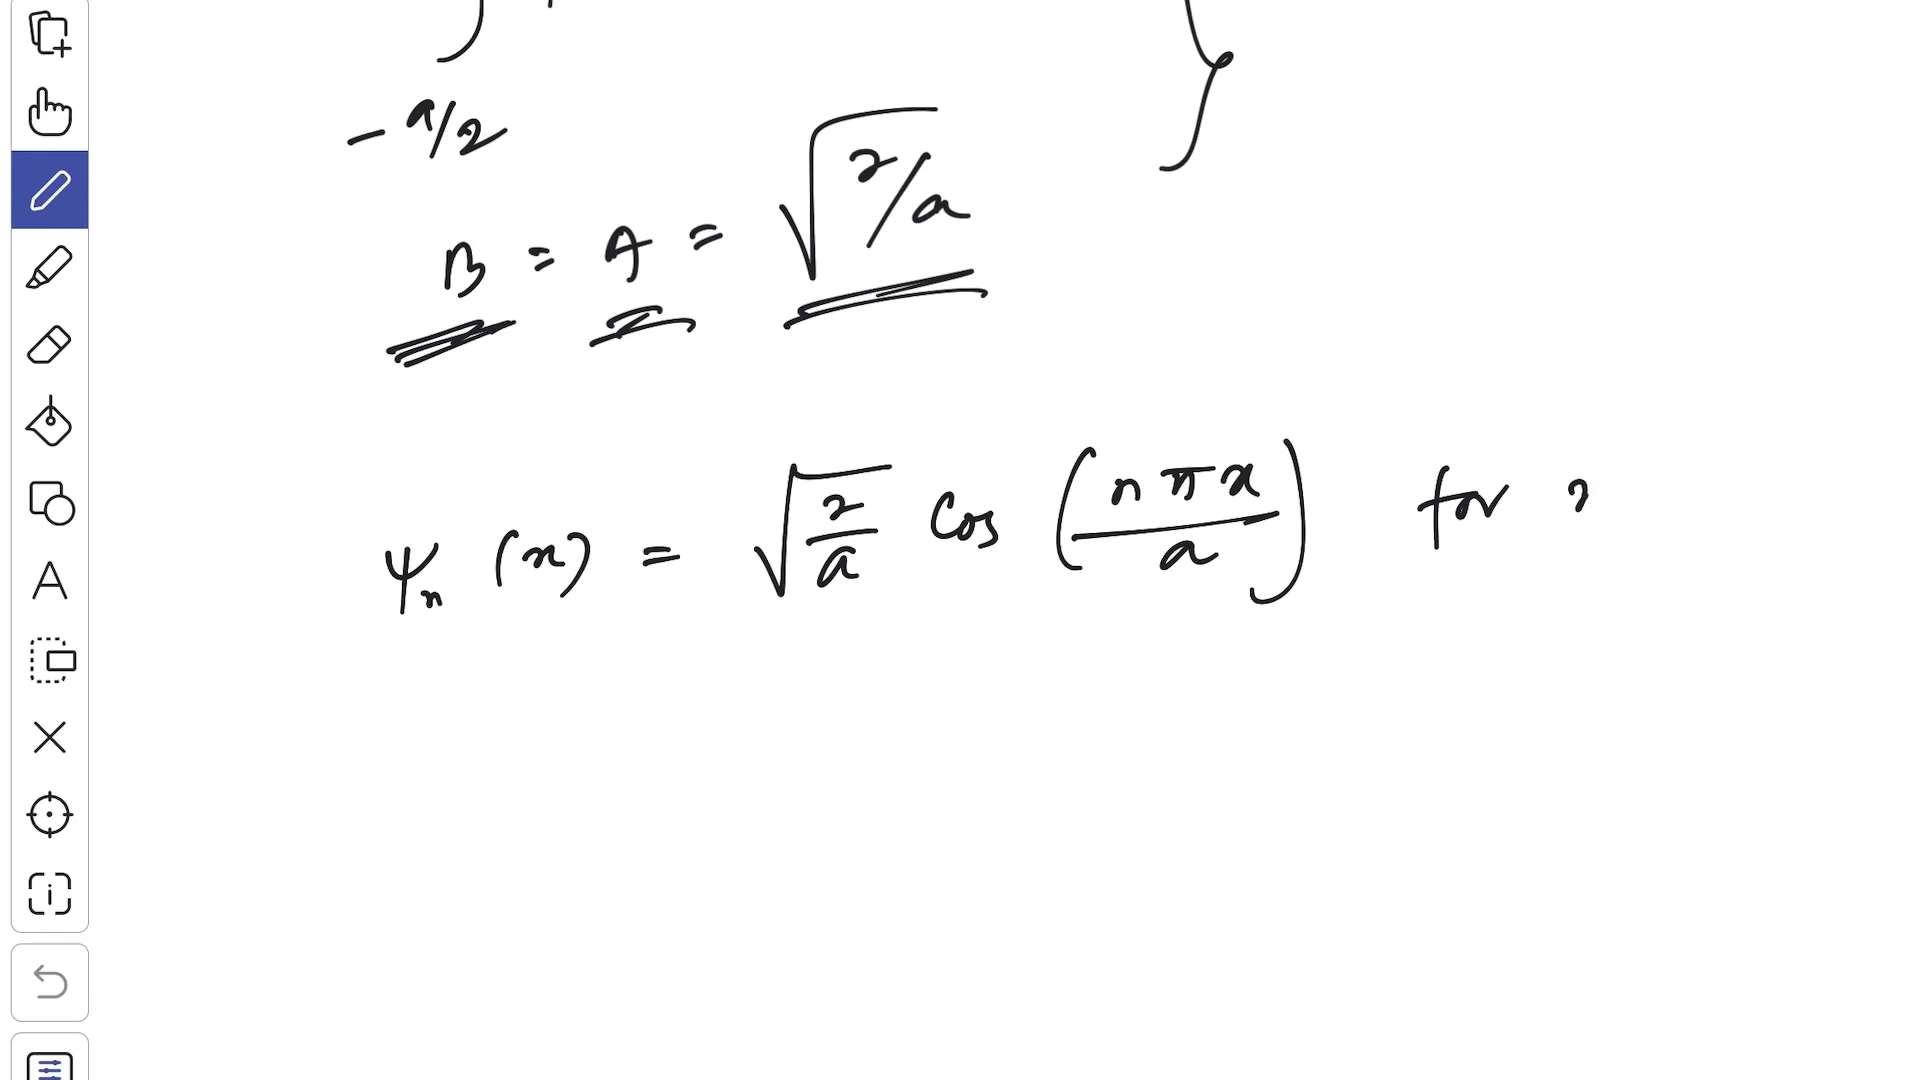 - a/2
B = A = √2/a
ψn (x) = √(2/a) Cos (nπx/a) for